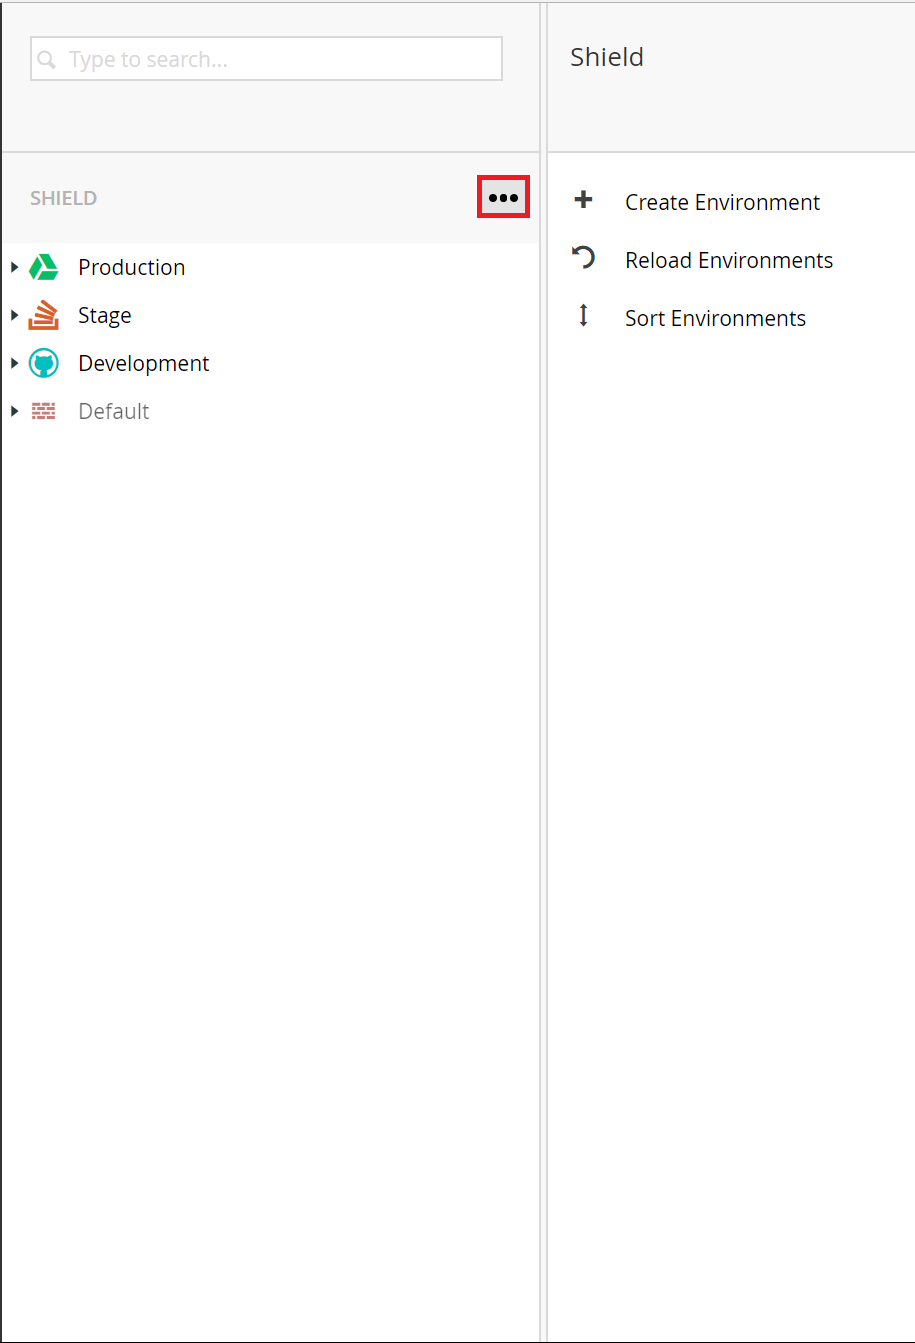 Type to search...
SHIELD
Production
Stage
Development
Default
Shield
Create Environment
Reload Environments
Sort Environments